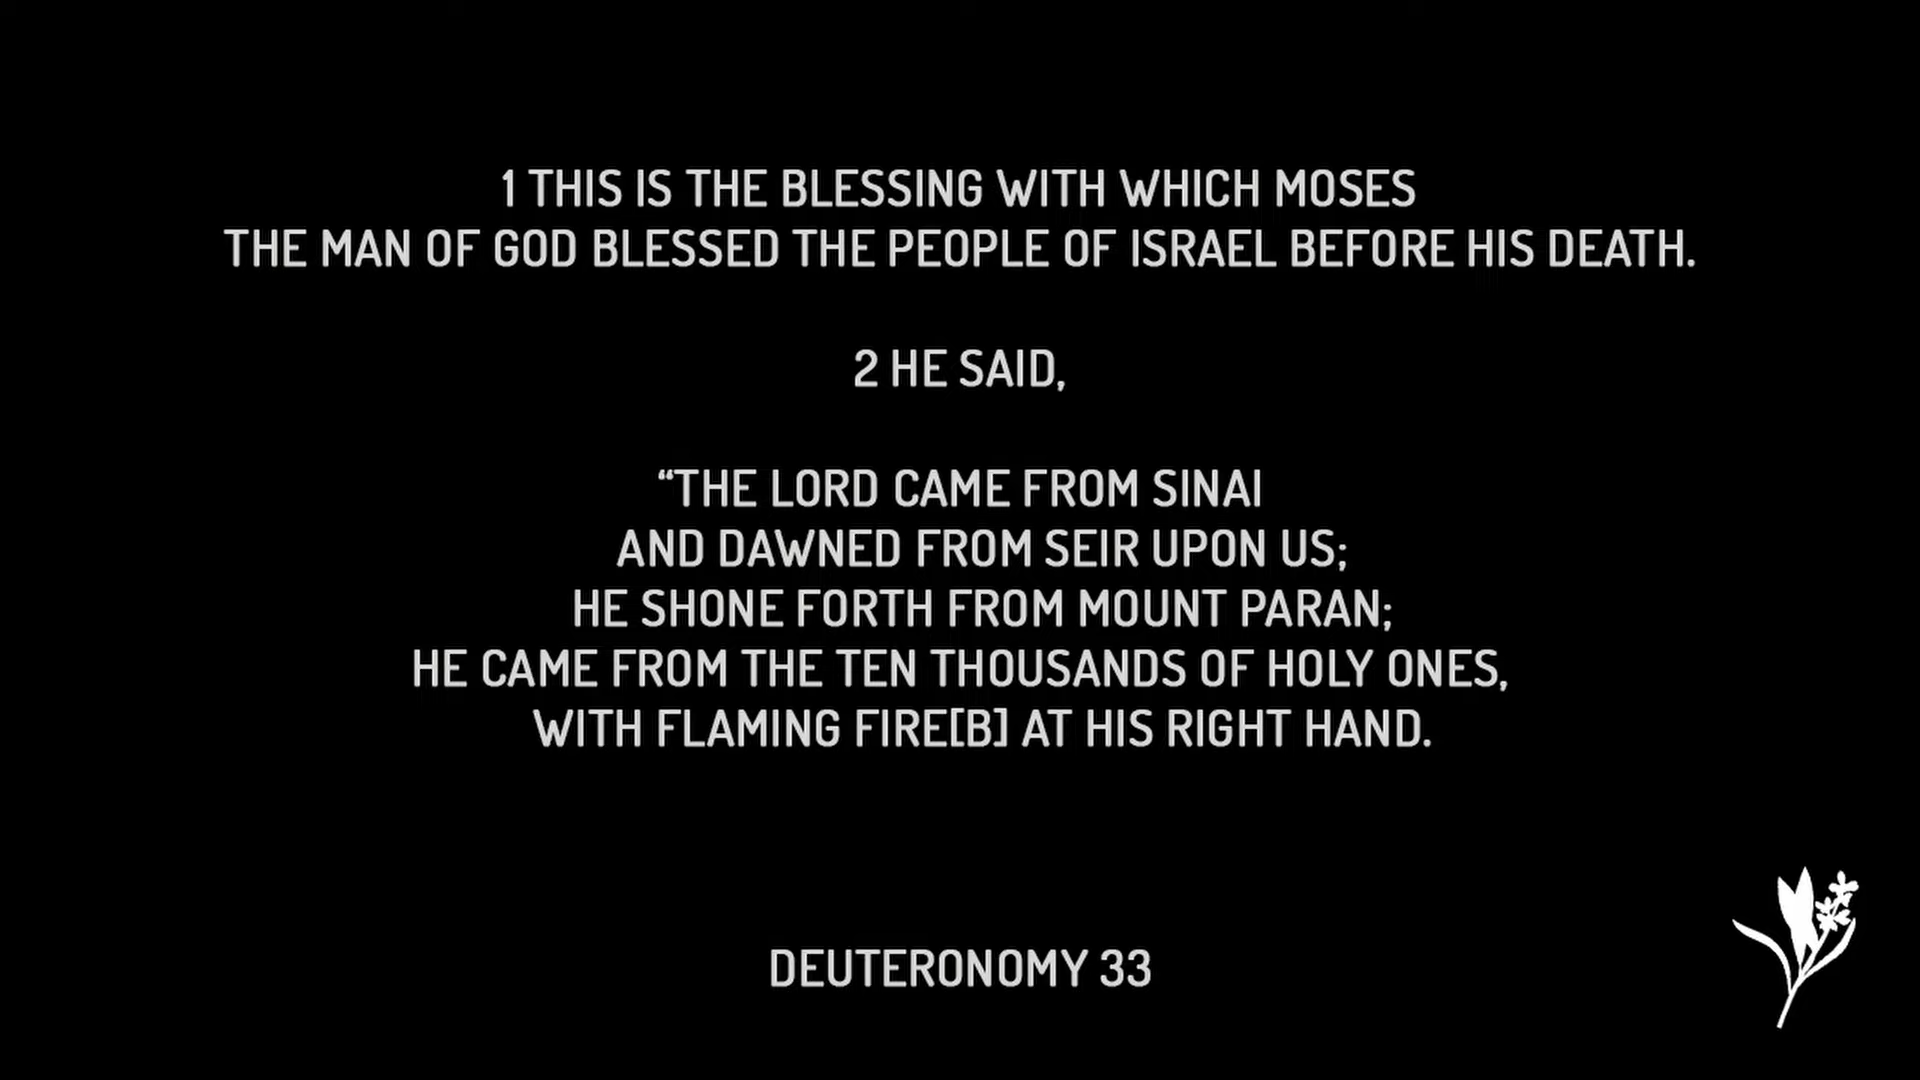 1 THIS IS THE BLESSING WITH WHICH MOSES
THE MAN OF GOD BLESSED THE PEOPLE OF ISRAEL BEFORE HIS DEATH.
2 HE SAID,
“THE LORD CAME FROM SINAI
AND DAWNED FROM SEIR UPON US;
HE SHONE FORTH FROM MOUNT PARAN;
HE CAME FROM THE TEN THOUSANDS OF HOLY ONES,
WITH FLAMING FIRE[B] AT HIS RIGHT HAND.
DEUTERONOMY 33